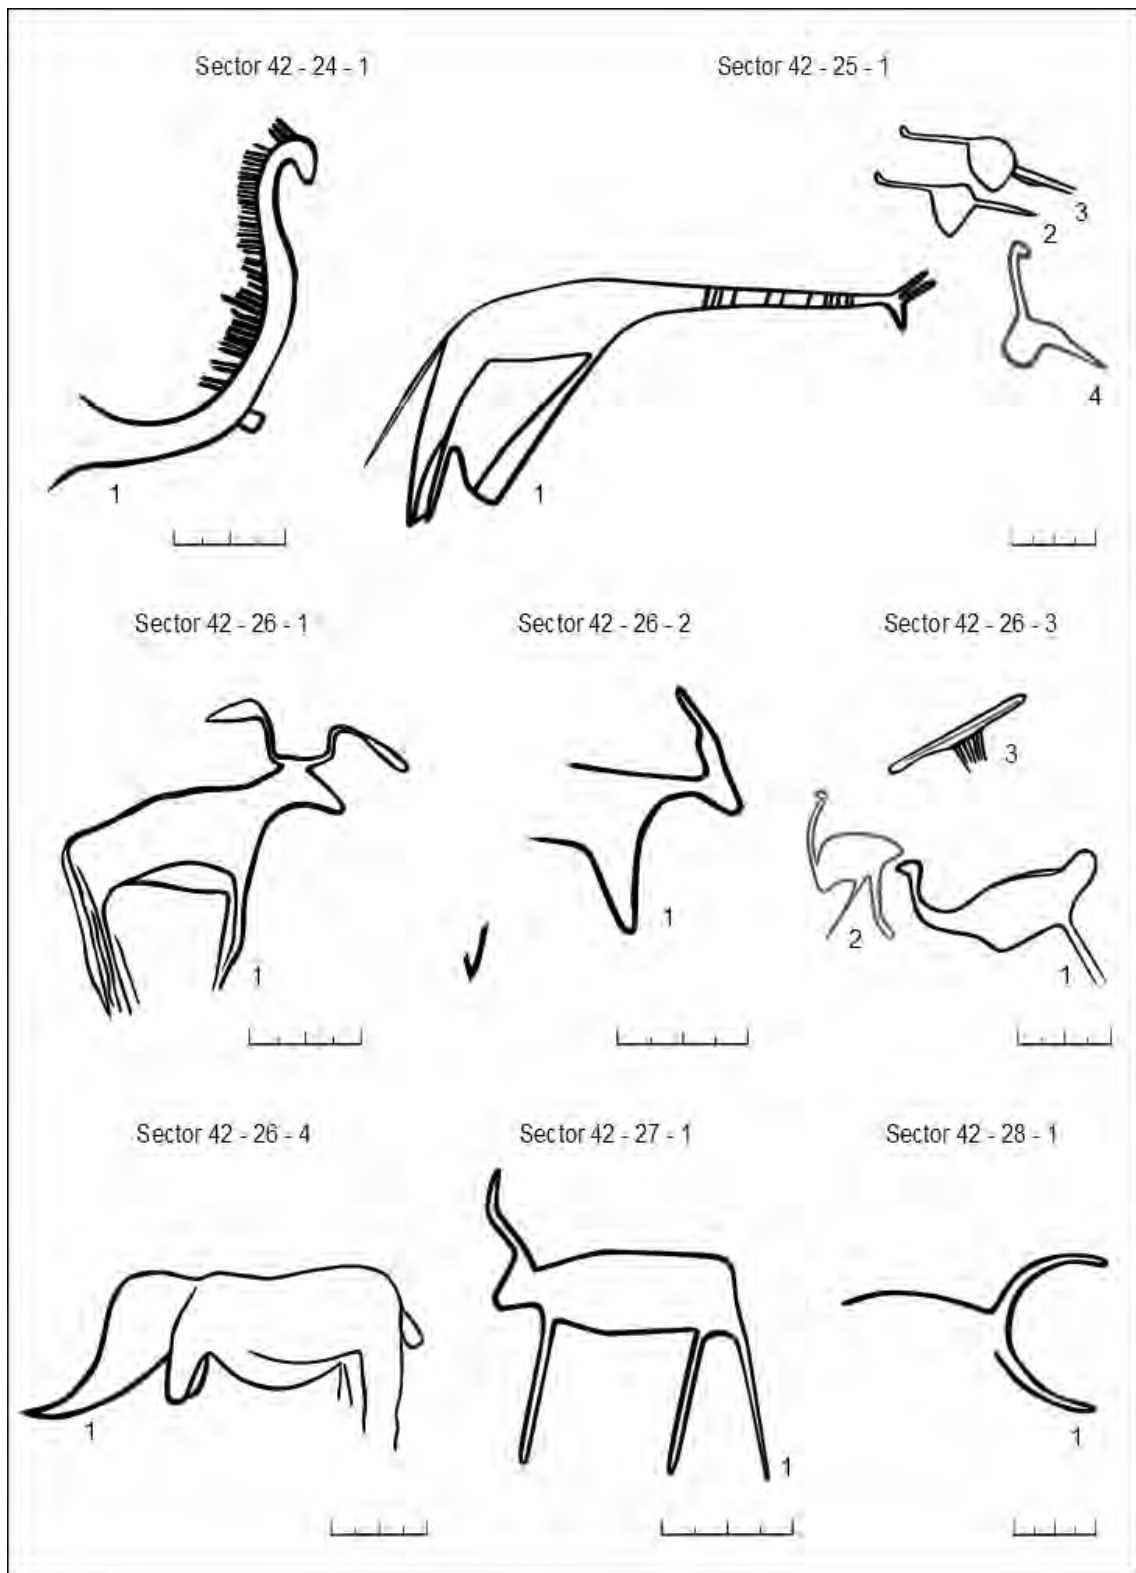 Sector 42 - 24 - 1
Sector 42 - 25 - 1
3
2
4
1
1
Sector 42 - 26 - 1
Sector 42 - 26 - 2
Sector 42 - 26 - 3
3
1
2
1
1
Sector 42 - 26 - 4
Sector 42 - 27 - 1
Sector 42 - 28 - 1
1
1
1